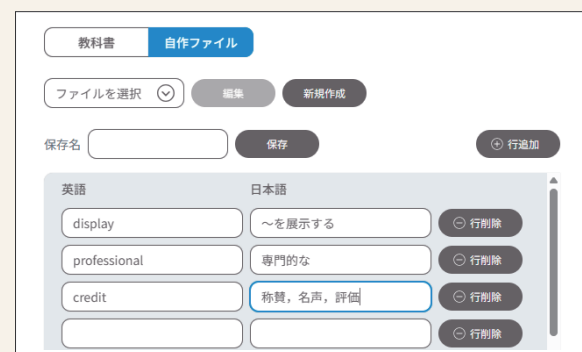 教科書 自作ファイル
ファイルを選択 編集 新規作成
保存名 保存 行追加
英語 日本語
display ～を展示する 行削除
professional 専門的な 行削除
credit 称賛，名声，評価 行削除
行削除